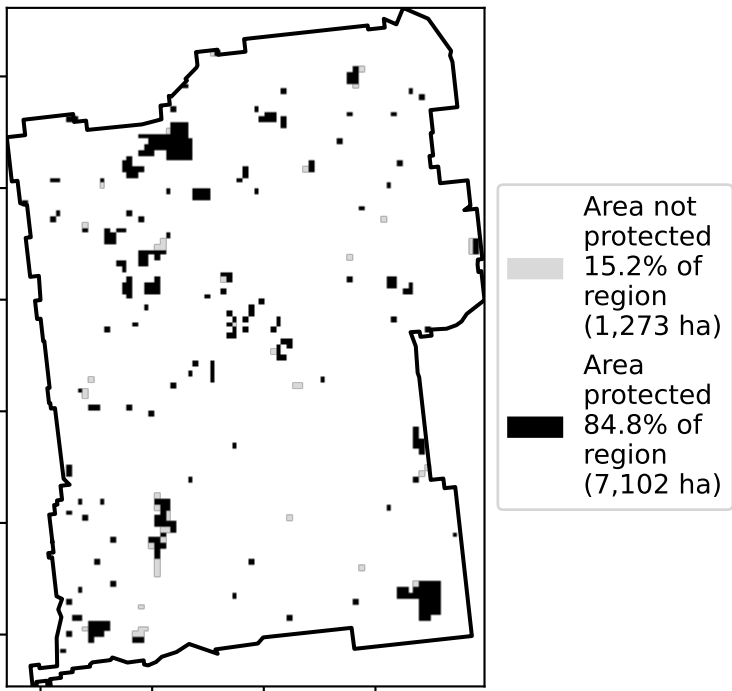 Area not
protected
15.2% of
region
(1,273 ha)
Area
protected
84.8% of
region
(7,102 ha)